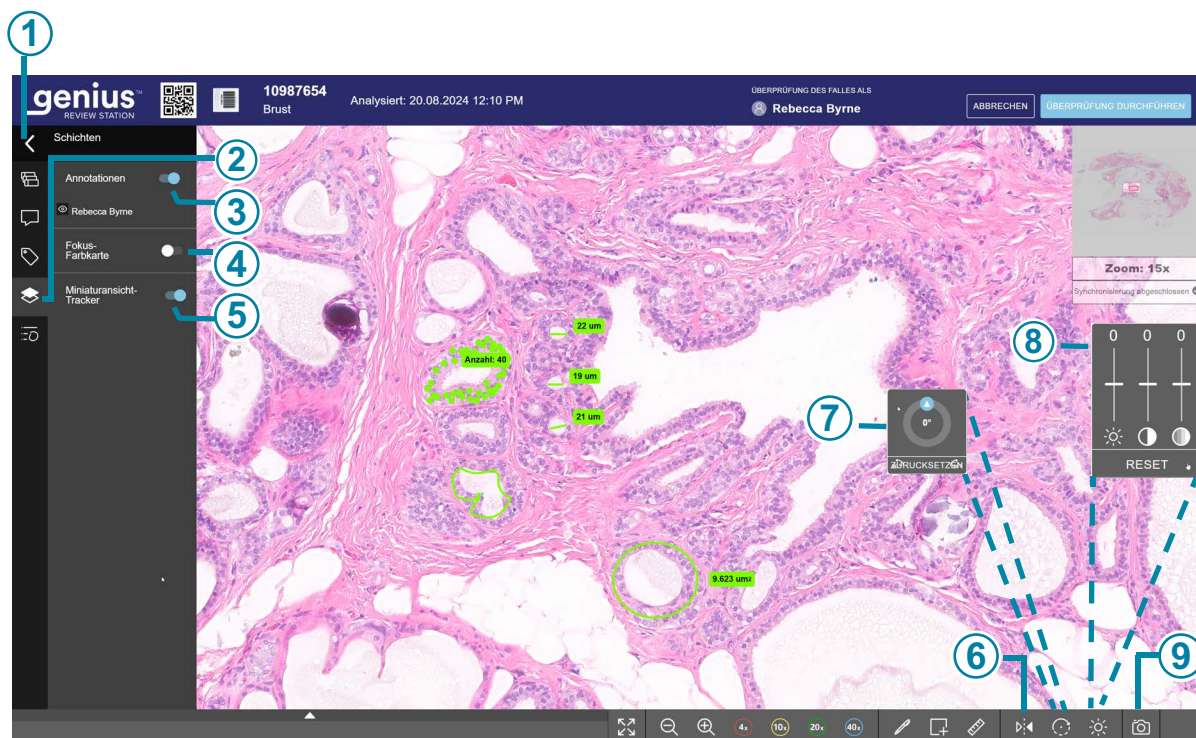 1
genius™
REVIEW STATION
10987654
Brust
Analysiert: 20.08.2024 12:10 PM
ÜBERPRÜFUNG DES FALLES ALS
Rebecca Byrne
ABBRECHEN
ÜBERPRÜFUNG DURCHFÜHREN
Schichten
2
Annotationen
3
Rebecca Byrne
Fokus-
Farbkarte
4
Miniaturansicht-
Tracker
5
Zoom: 15x
Synchronisierung abgeschlossen
22 um
Anzahl: 40
19 um
21 um
9.623 um2
7
0°
ZURÜCKSETZEN
8
0 0 0
RESET
6
9
4x 10x 20x 40x